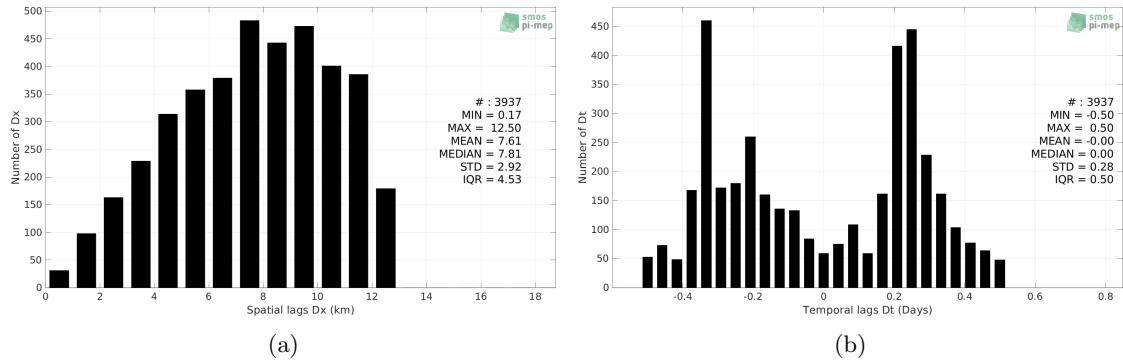 500
450
400
350
300
250
200
150
100
50
0
Number of Dx
0 2 4 6 8 10 12 14 16 18
Spatial lags Dx (km)
smos
pi-mep
# : 3937
MIN = 0.17
MAX = 12.50
MEAN = 7.61
MEDIAN = 7.81
STD = 2.92
IQR = 4.53
(a)
450
400
350
300
250
200
150
100
50
0
Number of Dt
-0.4 -0.2 0 0.2 0.4 0.6 0.8
Temporal lags Dt (Days)
smos
pi-mep
# : 3937
MIN = -0.50
MAX = 0.50
MEAN = -0.00
MEDIAN = 0.00
STD = 0.28
IQR = 0.50
(b)